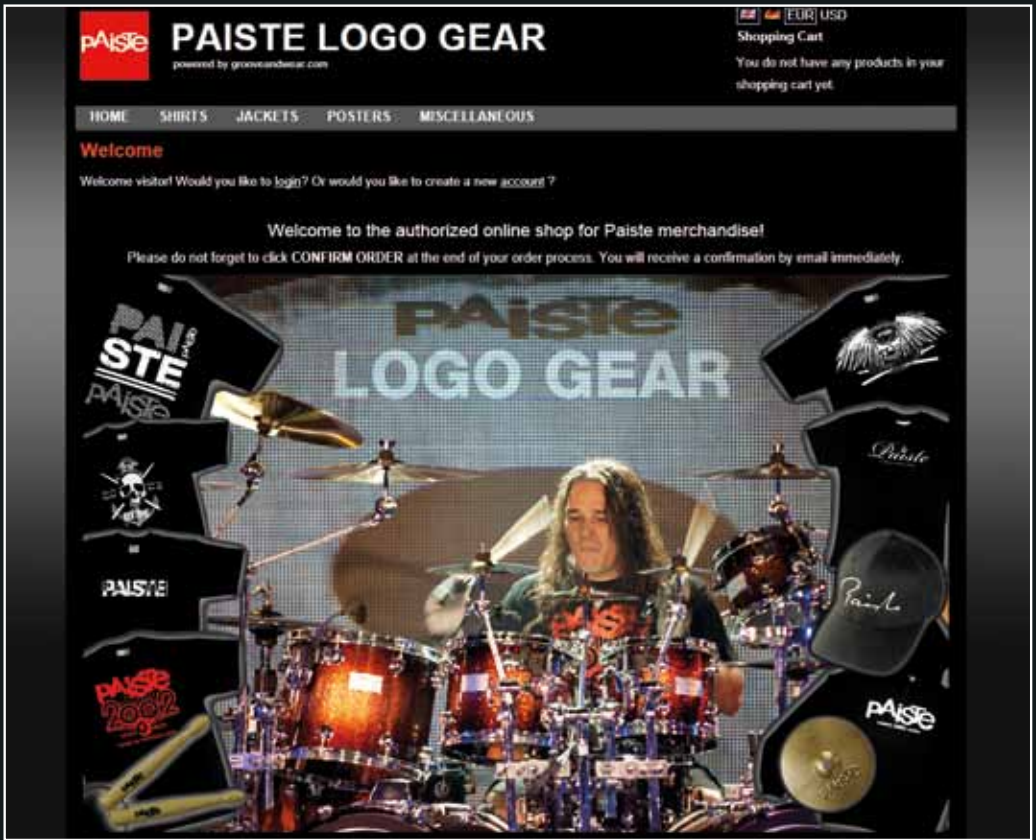 PAISTE
PAISTE LOGO GEAR
powered by grooveandwear.com
EUR USD
Shopping Cart
You do not have any products in your
shopping cart yet.
HOME SHIRTS JACKETS POSTERS MISCELLANEOUS
Welcome
Welcome visitor! Would you like to login? Or would you like to create a new account ?
Welcome to the authorized online shop for Paiste merchandise!
Please do not forget to click CONFIRM ORDER at the end of your order process. You will receive a confirmation by email immediately.
PAISTE
LOGO GEAR
PAI
STE
PAISTE
Paiste
PAISTE
Paiste
PAISTE
2002
PAISTE